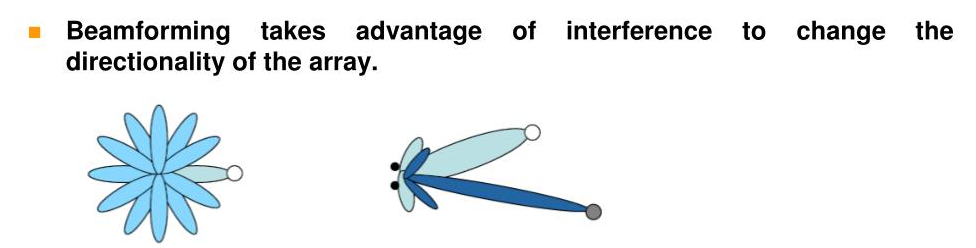 Beamforming takes advantage of interference to change the
directionality of the array.